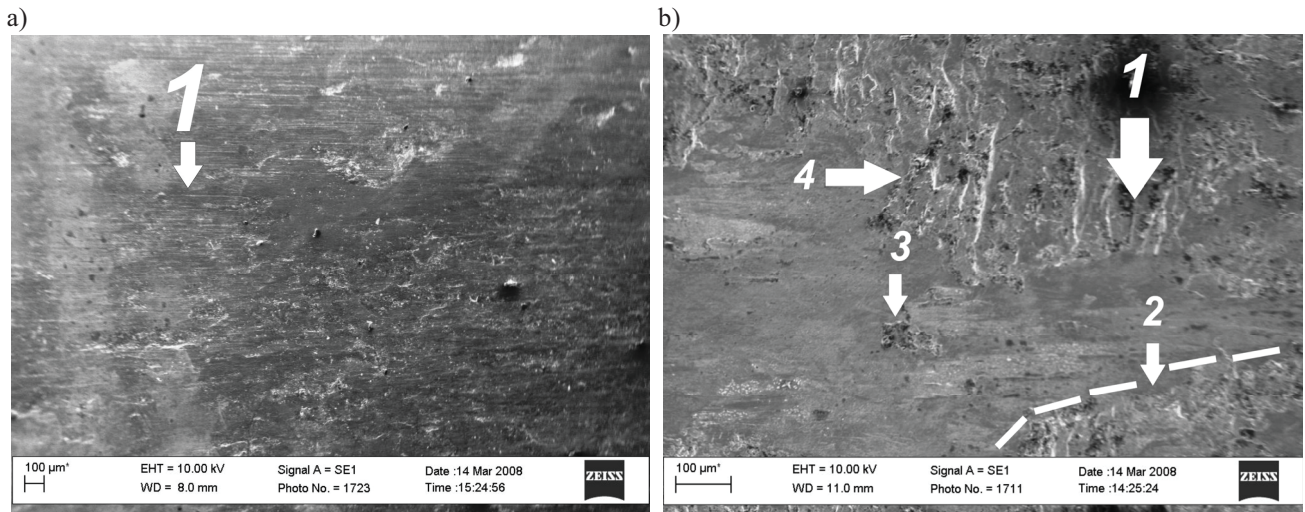 a)
b)
1
1
4
3
2
100 µm*
EHT = 10.00 kV
Signal A = SE1
Date :14 Mar 2008
WD = 8.0 mm
Photo No. = 1723
Time :15:24:56
ZEISS
100 µm*
EHT = 10.00 kV
Signal A = SE1
Date :14 Mar 2008
WD = 11.0 mm
Photo No. = 1711
Time :14:25:24
ZEISS